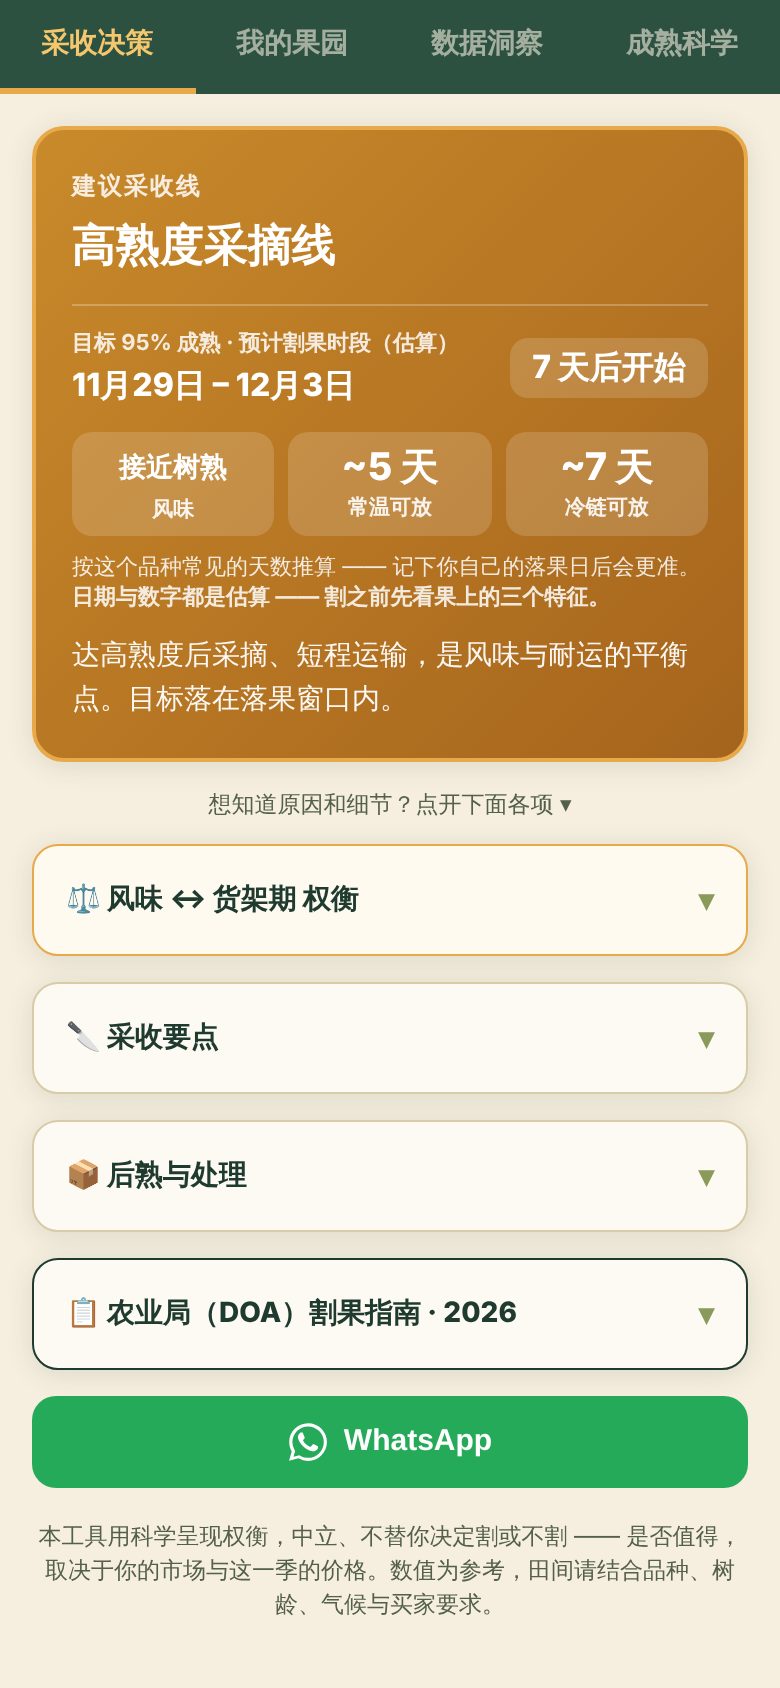 采收决策 我的果园 数据洞察 成熟科学
建议采收线
高熟度采摘线
目标 95% 成熟 · 预计割果时段（估算）
11月29日 – 12月3日
7 天后开始
接近树熟
风味
~5 天
常温可放
~7 天
冷链可放
按这个品种常见的天数推算 —— 记下你自己的落果日后会更准。
日期与数字都是估算 —— 割之前先看果上的三个特征。
达高熟度后采摘、短程运输，是风味与耐运的平衡
点。目标落在落果窗口内。
想知道原因和细节？点开下面各项 ▾
⚖️ 风味 ↔ 货架期 权衡 ▾
🔪 采收要点 ▾
📦 后熟与处理 ▾
📋 农业局（DOA）割果指南 · 2026 ▾
WhatsApp
本工具用科学呈现权衡，中立、不替你决定割或不割 —— 是否值得，
取决于你的市场与这一季的价格。数值为参考，田间请结合品种、树
龄、气候与买家要求。